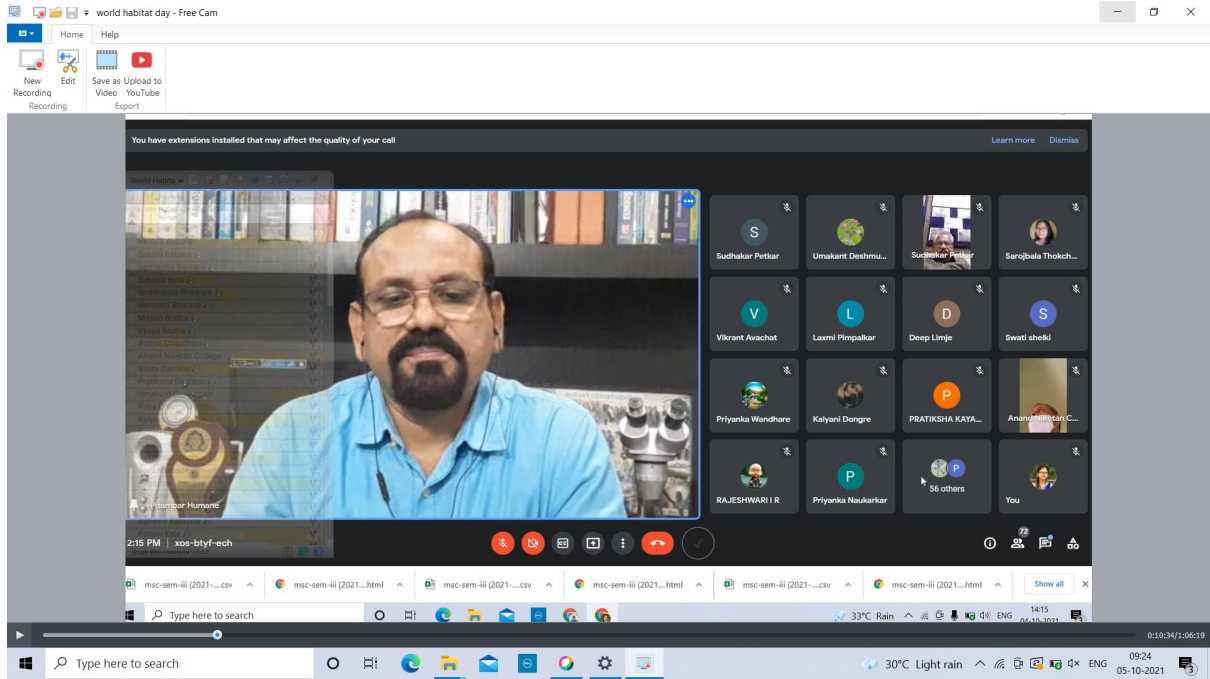 world habitat day - Free Cam
Home Help
New Recording
Edit
Save as Video
Upload to YouTube
Recording
Export
You have extensions installed that may affect the quality of your call
Learn more Dismiss
World Habita
Sudhakar Petkar
Umakant Deshmu...
Sudhakar Petkar
Sarojbala Thokch...
V
L
D
S
Vikrant Avachat
Laxmi Pimpalkar
Deep Limje
Swati shelki
P
Priyanka Wandhare
Kalyani Dongre
PRATIKSHA KAYA...
Anand Niketan C...
P
P
56 others
RAJESHWARI I R
Priyanka Naukarkar
You
Pitambar Humane
2:15 PM | xos-btyf-ech
72
msc-sem-iii (2021-....csv
msc-sem-iii (2021....html
msc-sem-iii (2021-....csv
msc-sem-iii (2021....html
msc-sem-iii (2021-....csv
msc-sem-iii (2021....html
Show all
Type here to search
33°C Rain
ENG
14:15
04-10-2021
0:10:34/1:06:19
Type here to search
30°C Light rain
ENG
09:24
05-10-2021
3